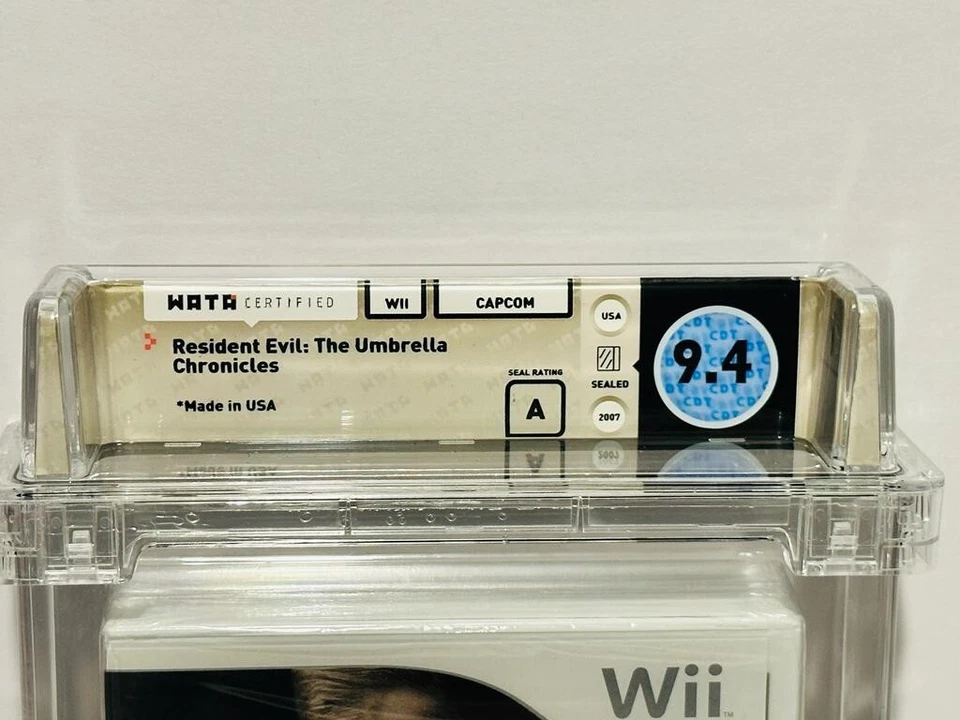 WATA CERTIFIED
WII
CAPCOM
USA
Resident Evil: The Umbrella
Chronicles
*Made in USA
SEAL RATING
A
SEALED
2007
9.4
Wii
TM